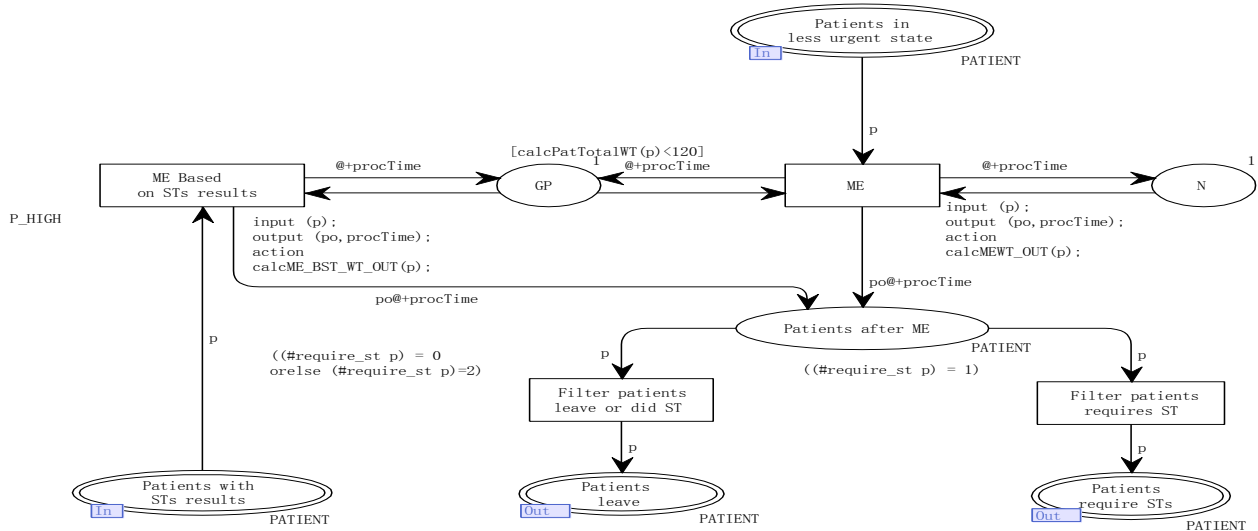 Patients in
less urgent state
In
PATIENT
p
[calcPatTotalWT(p)<120]
1
@+procTime
@+procTime
@+procTime
1
ME Based
on STs results
GP
ME
N
P_HIGH
input (p);
output (po,procTime);
action
calcME_BST_WT_OUT(p);
input (p);
output (po,procTime);
action
calcMEWT_OUT(p);
po@+procTime
po@+procTime
Patients after ME
PATIENT
p
((#require_st p) = 0
orelse (#require_st p)=2)
p
((#require_st p) = 1)
p
Filter patients
leave or did ST
Filter patients
requires ST
p
p
Patients with
STs results
In
PATIENT
Patients
leave
Out
PATIENT
Patients
require STs
Out
PATIENT